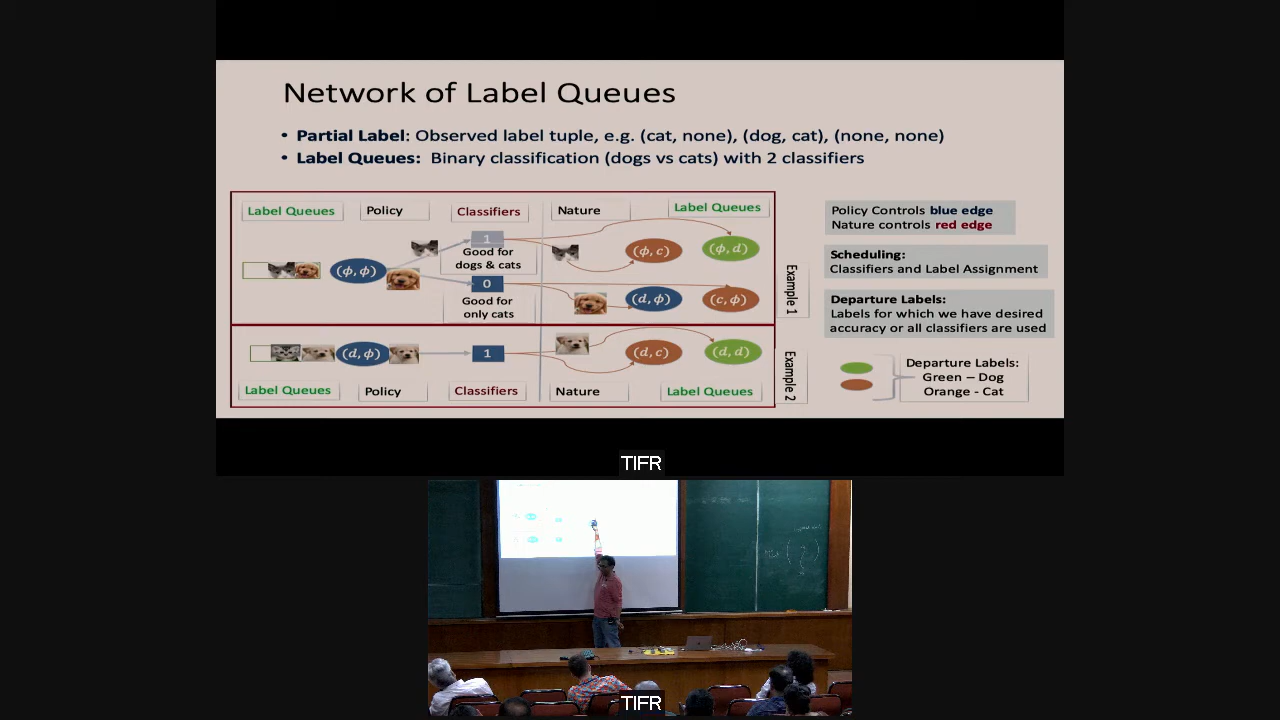 Network of Label Queues
• Partial Label: Observed label tuple, e.g. (cat, none), (dog, cat), (none, none)
• Label Queues: Binary classification (dogs vs cats) with 2 classifiers
Label Queues
Policy
Classifiers
Nature
Label Queues
(ϕ, ϕ)
1
Good for
dogs & cats
0
Good for
only cats
(ϕ, c)
(ϕ, d)
(d, ϕ)
(c, ϕ)
Example 1
(d, ϕ)
1
(d, c)
(d, d)
Label Queues
Policy
Classifiers
Nature
Label Queues
Example 2
Policy Controls blue edge
Nature controls red edge
Scheduling:
Classifiers and Label Assignment
Departure Labels:
Labels for which we have desired
accuracy or all classifiers are used
Departure Labels:
Green – Dog
Orange - Cat
TIFR
TIFR